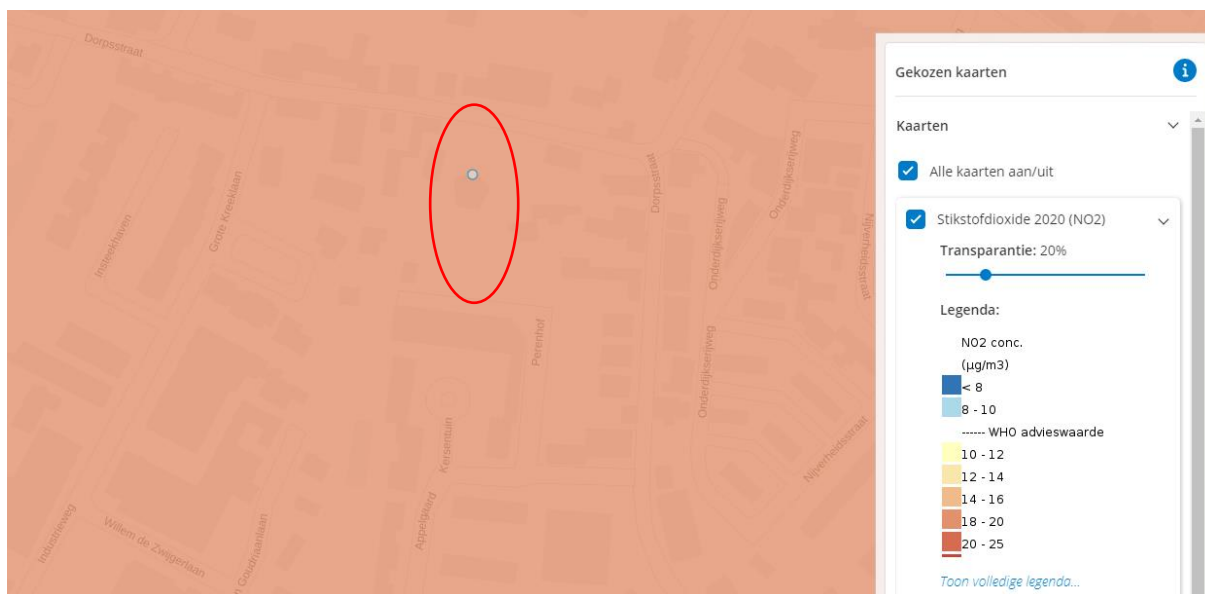 Dorpsstraat
Insteekhaven
Grote Kreeklaan
Dorpsstraat
Onderdijkserijweg
Onderdijkserijweg
Nijverheidsstraat
Perenhof
Onderdijkserijweg
Kersentuin
Nijverheidsstraat
Appelgaard
Industrieweg
Willem de Zwijgerlaan
n Goudriaanlaan
Gekozen kaarten
i
Kaarten
Alle kaarten aan/uit
Stikstofdioxide 2020 (NO2)
Transparantie: 20%
Legenda:
NO2 conc.
(µg/m3)
< 8
8 - 10
------ WHO advieswaarde
10 - 12
12 - 14
14 - 16
18 - 20
20 - 25
Toon volledige legenda...